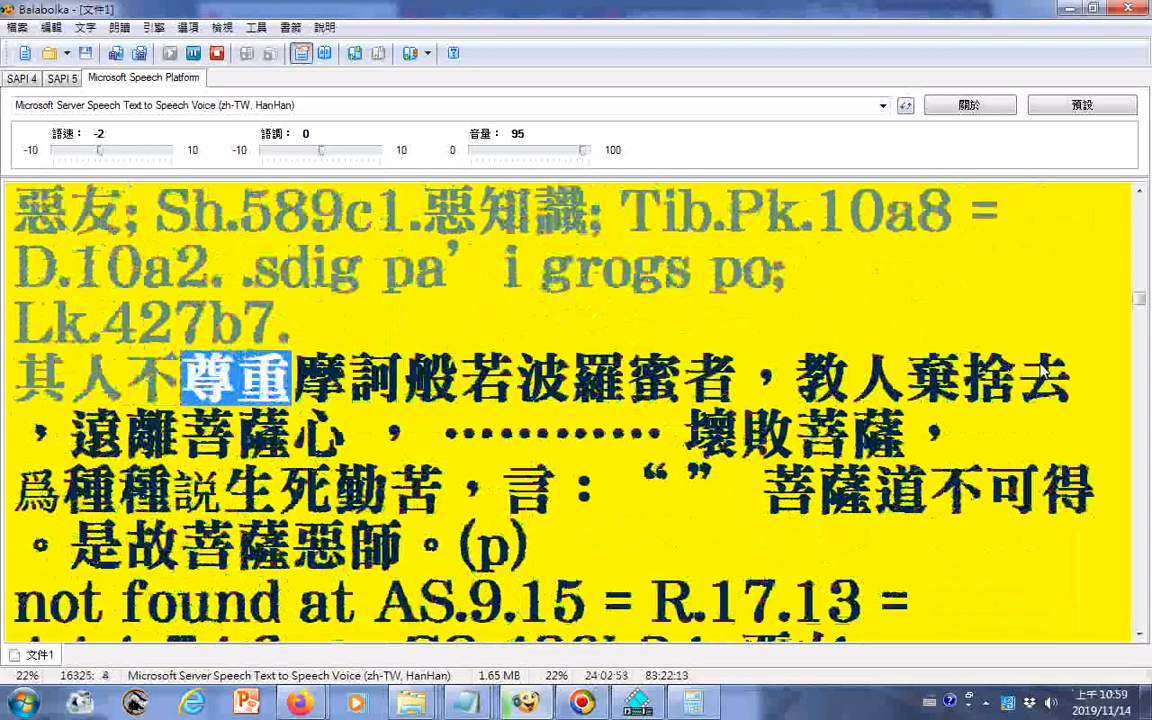 Balabolka - [文件1]
檔案 編輯 文字 朗讀 引擎 選項 檢視 工具 書籤 說明
SAPI 4 SAPI 5 Microsoft Speech Platform
Microsoft Server Speech Text to Speech Voice (zh-TW, HanHan)
關於 預設
語速： -2 語調： 0 音量： 95
-10 10 -10 10 0 100
惡友; Sh.589c1.惡知識; Tib.Pk.10a8 =
D.10a2. .sdig pa’i grogs po;
Lk.427b7.
其人不尊重摩訶般若波羅蜜者，教人棄捨去
，遠離菩薩心 ， ………… 壞敗菩薩，
爲種種説生死勤苦，言：“ ” 菩薩道不可得
。是故菩薩惡師。(p)
not found at AS.9.15 = R.17.13 =
文件1
22% 16325: 8 Microsoft Server Speech Text to Speech Voice (zh-TW, HanHan) 1.65 MB 22% 24:02:53 83:22:13
上午 10:59
2019/11/14